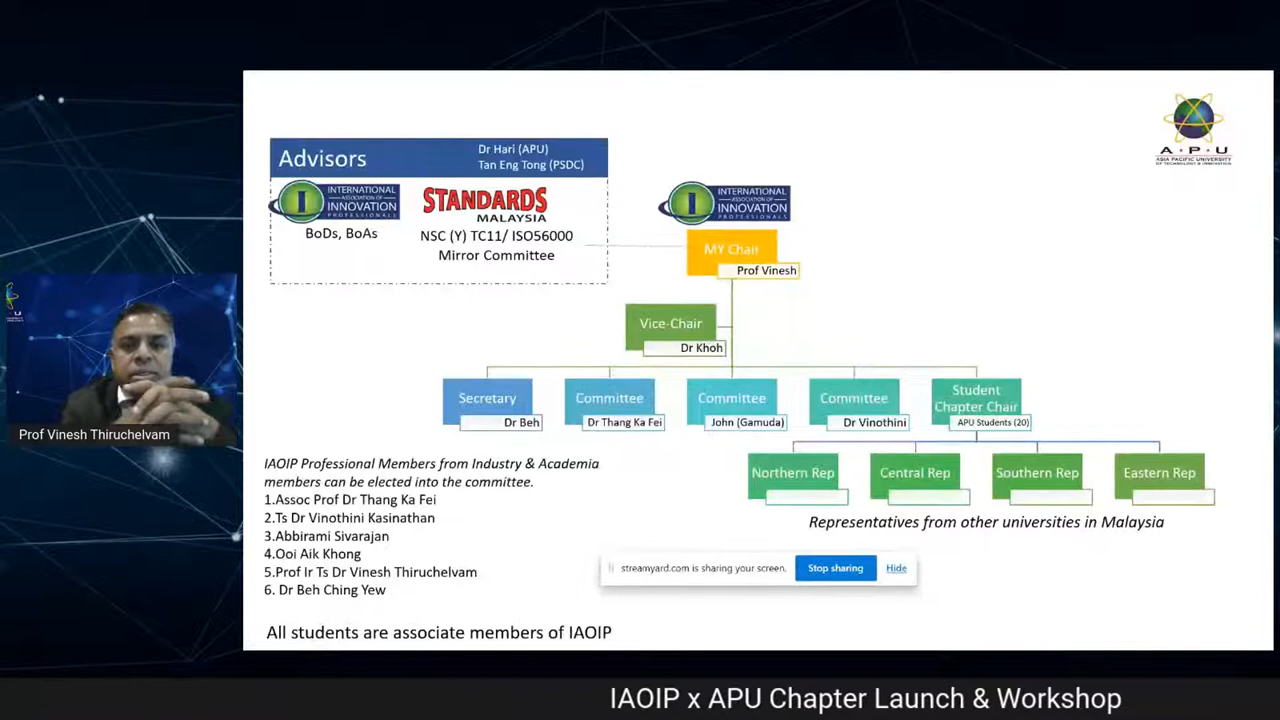 Advisors
Dr Hari (APU)
Tan Eng Tong (PSDC)
INTERNATIONAL
ASSOCIATION OF
INNOVATION
PROFESSIONALS
BoDs, BoAs
STANDARDS
MALAYSIA
NSC (Y) TC11/ ISO56000
Mirror Committee
A·P·U
ASIA PACIFIC UNIVERSITY
OF TECHNOLOGY & INNOVATION
INTERNATIONAL
ASSOCIATION OF
INNOVATION
PROFESSIONALS
MY Chair
Prof Vinesh
Vice-Chair
Dr Khoh
Secretary
Dr Beh
Committee
Dr Thang Ka Fei
Committee
John (Gamuda)
Committee
Dr Vinothini
Student
Chapter Chair
APU Students (20)
Northern Rep
Central Rep
Southern Rep
Eastern Rep
Representatives from other universities in Malaysia
Prof Vinesh Thiruchelvam
IAOIP Professional Members from Industry & Academia
members can be elected into the committee.
1.Assoc Prof Dr Thang Ka Fei
2.Ts Dr Vinothini Kasinathan
3.Abbirami Sivarajan
4.Ooi Aik Khong
5.Prof Ir Ts Dr Vinesh Thiruchelvam
6. Dr Beh Ching Yew
All students are associate members of IAOIP
streamyard.com is sharing your screen.
Stop sharing
Hide
IAOIP x APU Chapter Launch & Workshop